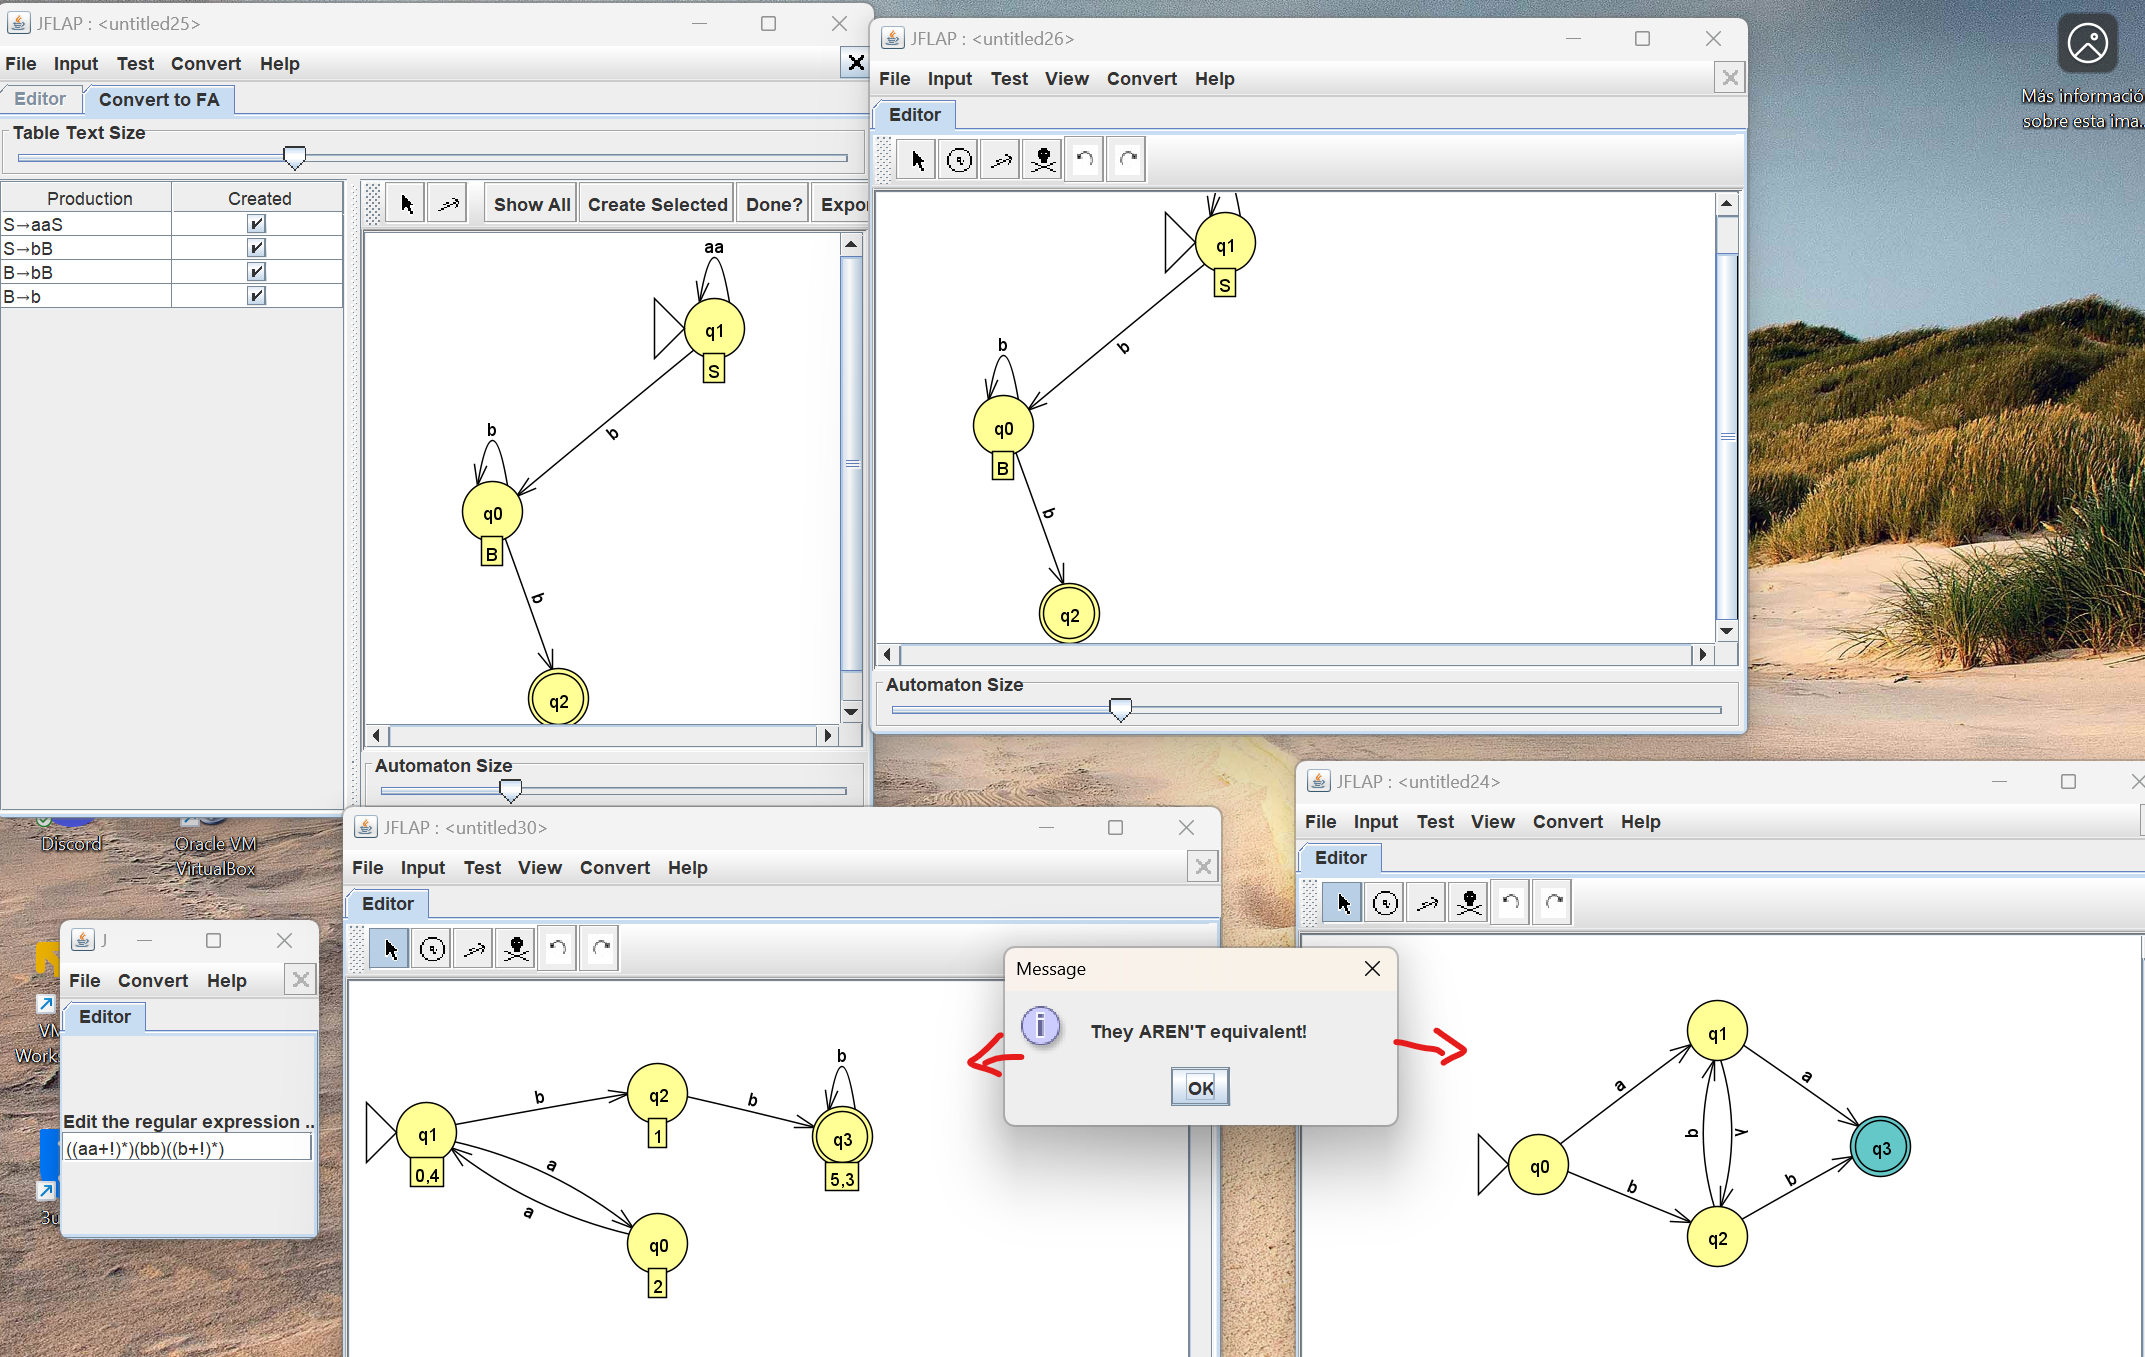 JFLAP : <untitled25>
File Input Test Convert Help
Editor Convert to FA
Table Text Size
Production Created
S→aaS
S→bB
B→bB
B→b
Show All Create Selected Done? Expor
aa
q1
S
b
b
q0
B
b
q2
Automaton Size
JFLAP : <untitled26>
File Input Test View Convert Help
Editor
q1
S
b
b
q0
B
b
q2
Automaton Size
Más informació
sobre esta ima...
Discord
Oracle VM
VirtualBox
VM
Work
3u
J
File Convert Help
Editor
Edit the regular expression ..
((aa+!)*)(bb)((b+!)*)
JFLAP : <untitled30>
File Input Test View Convert Help
Editor
b
b
b
q2
1
q1
0,4
q3
5,3
a
a
q0
2
Message
They AREN'T equivalent!
OK
JFLAP : <untitled24>
File Input Test View Convert Help
Editor
q1
a
a
b
λ
q3
q0
b
b
q2